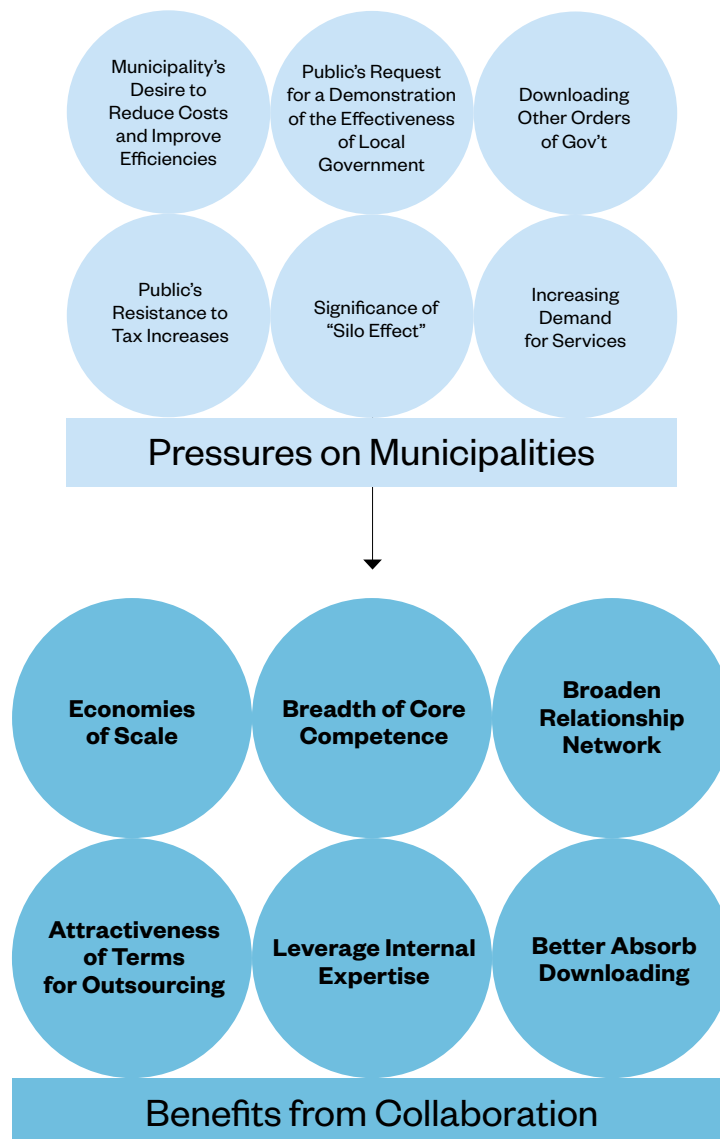 Municipality's
Desire to
Reduce Costs
and Improve
Efficiencies
Public's Request
for a Demonstration
of the Effectiveness
of Local
Government
Downloading
Other Orders
of Gov't
Public's
Resistance to
Tax Increases
Significance of
“Silo Effect”
Increasing
Demand
for Services
Pressures on Municipalities
Economies
of Scale
Breadth of Core
Competence
Broaden
Relationship
Network
Attractiveness
of Terms
for Outsourcing
Leverage Internal
Expertise
Better Absorb
Downloading
Benefits from Collaboration